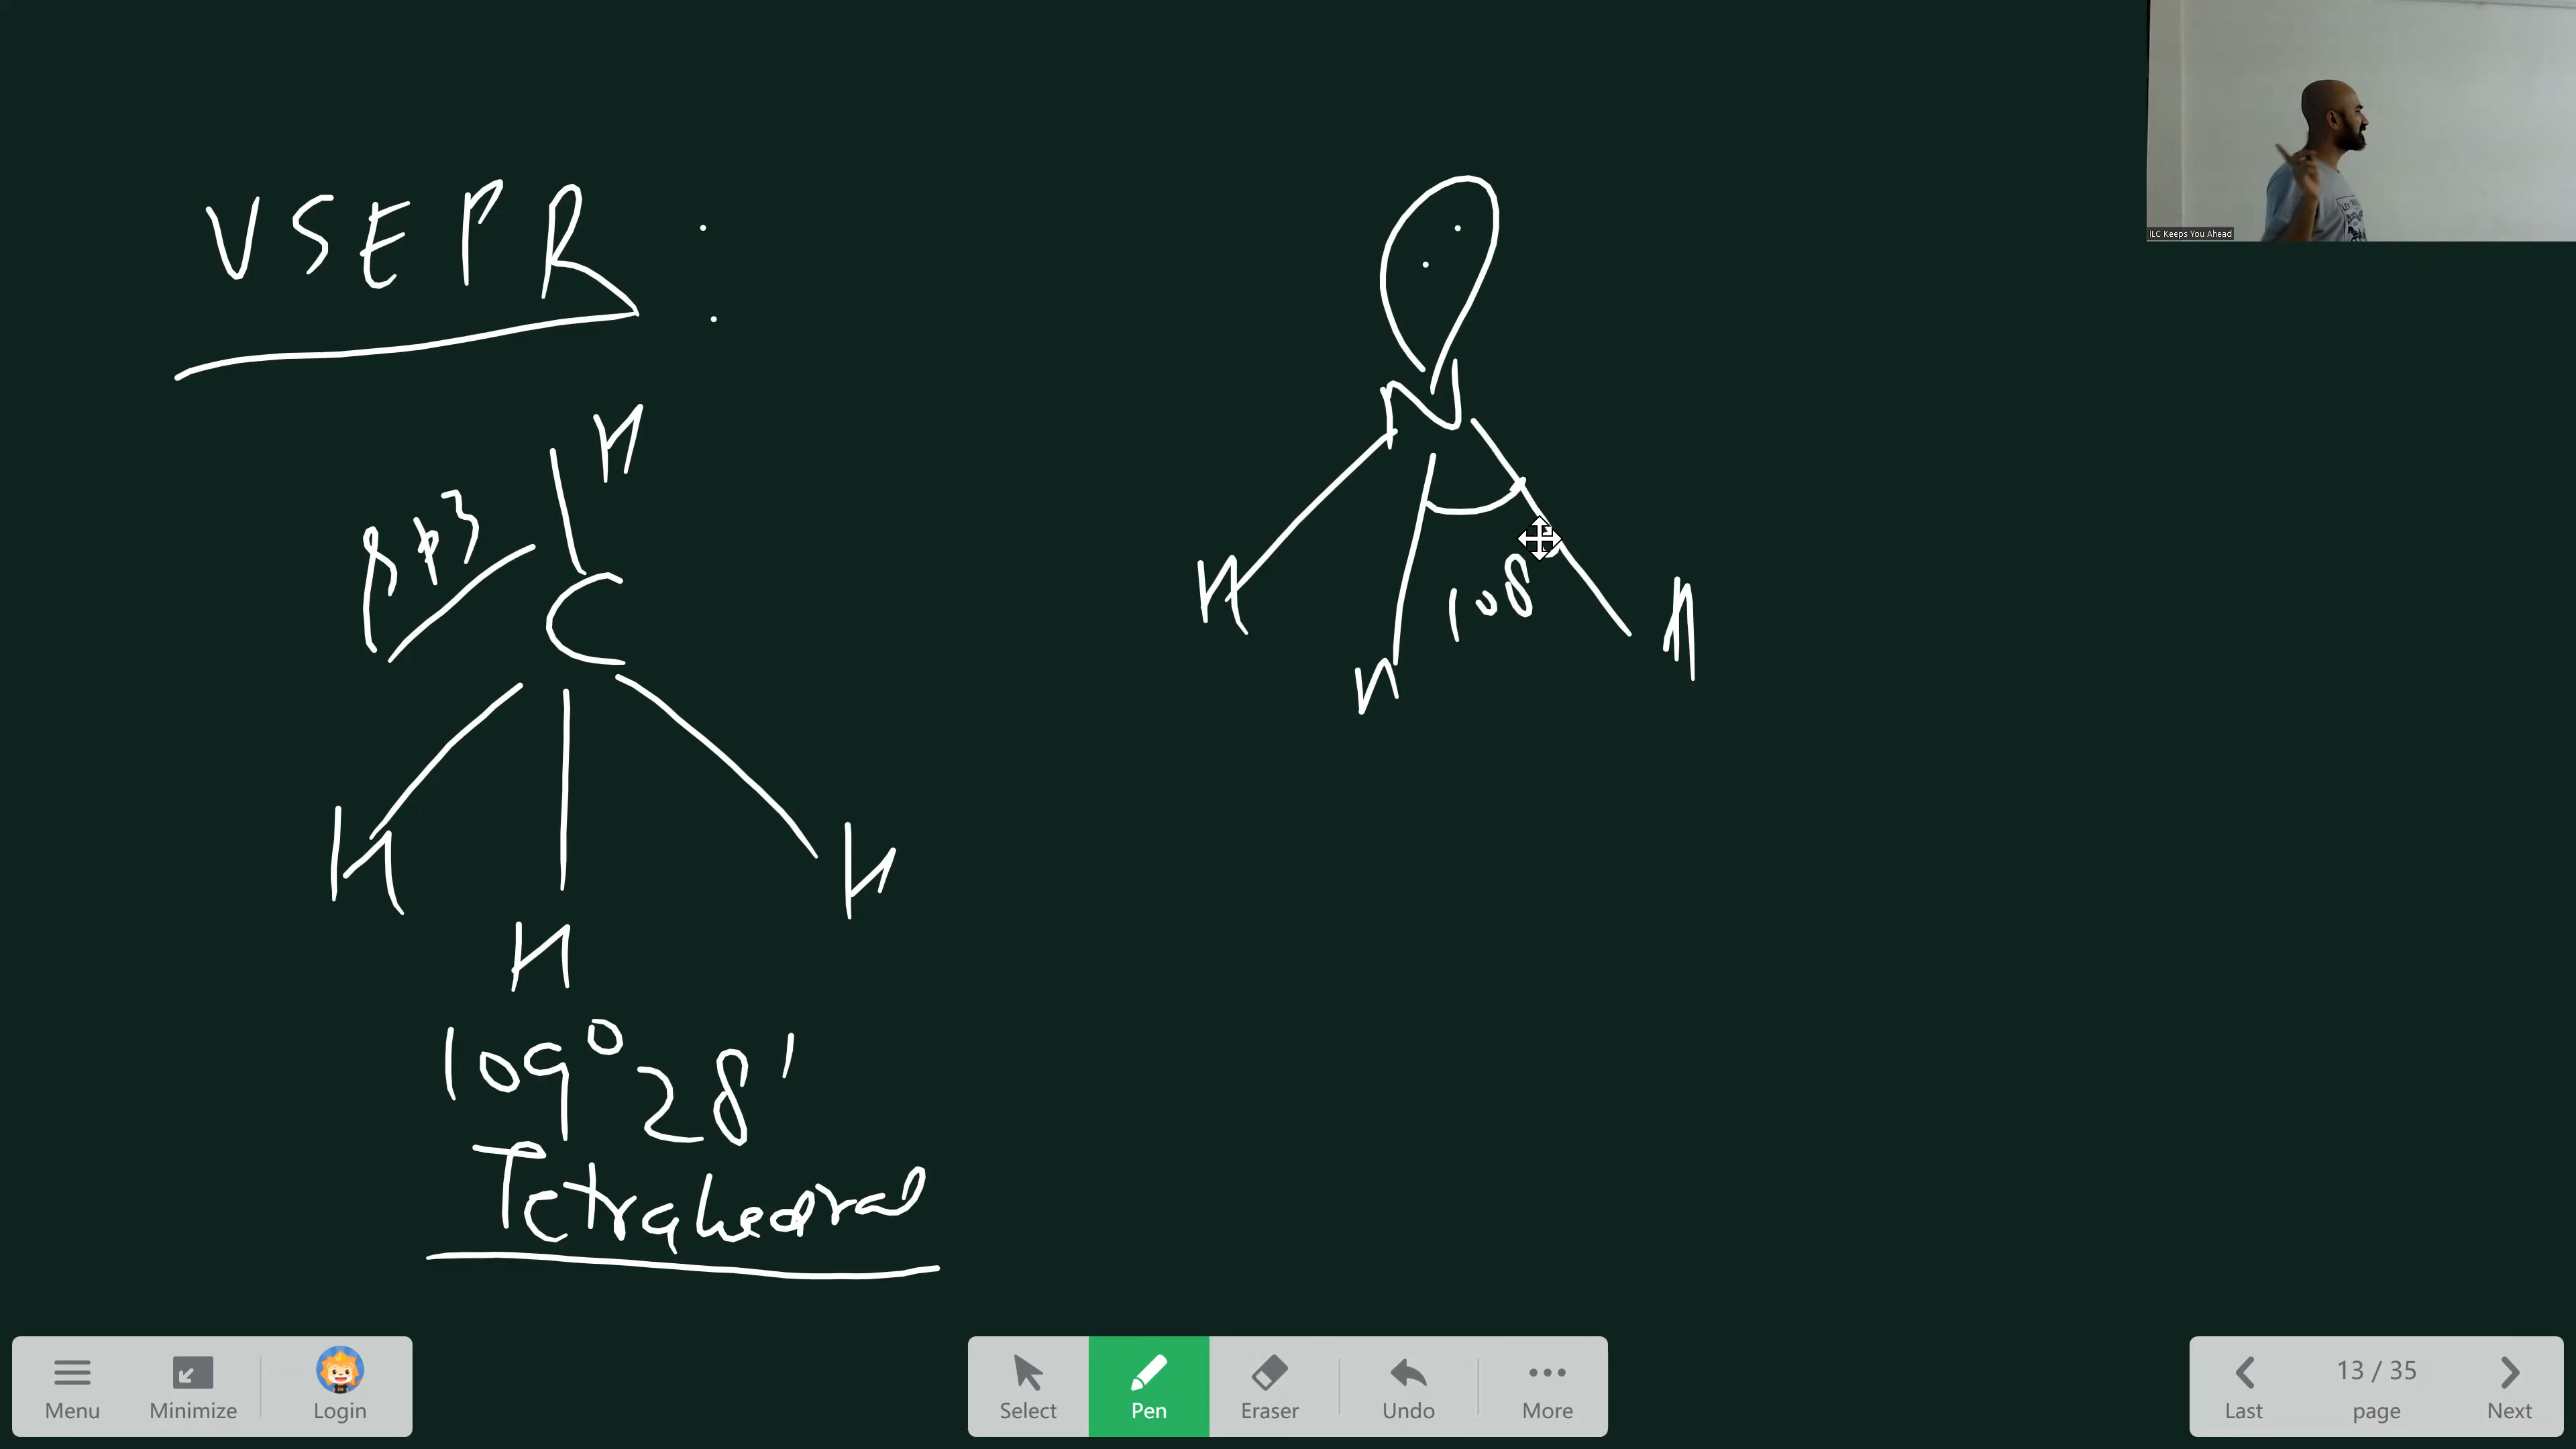 VSEPR :
H
sp3
C
H H
H
109° 28'
Tetrahedral
N
H H
H
108°
ILC Keeps You Ahead
Menu Minimize Login
Select Pen Eraser Undo More
13 / 35
Last page Next